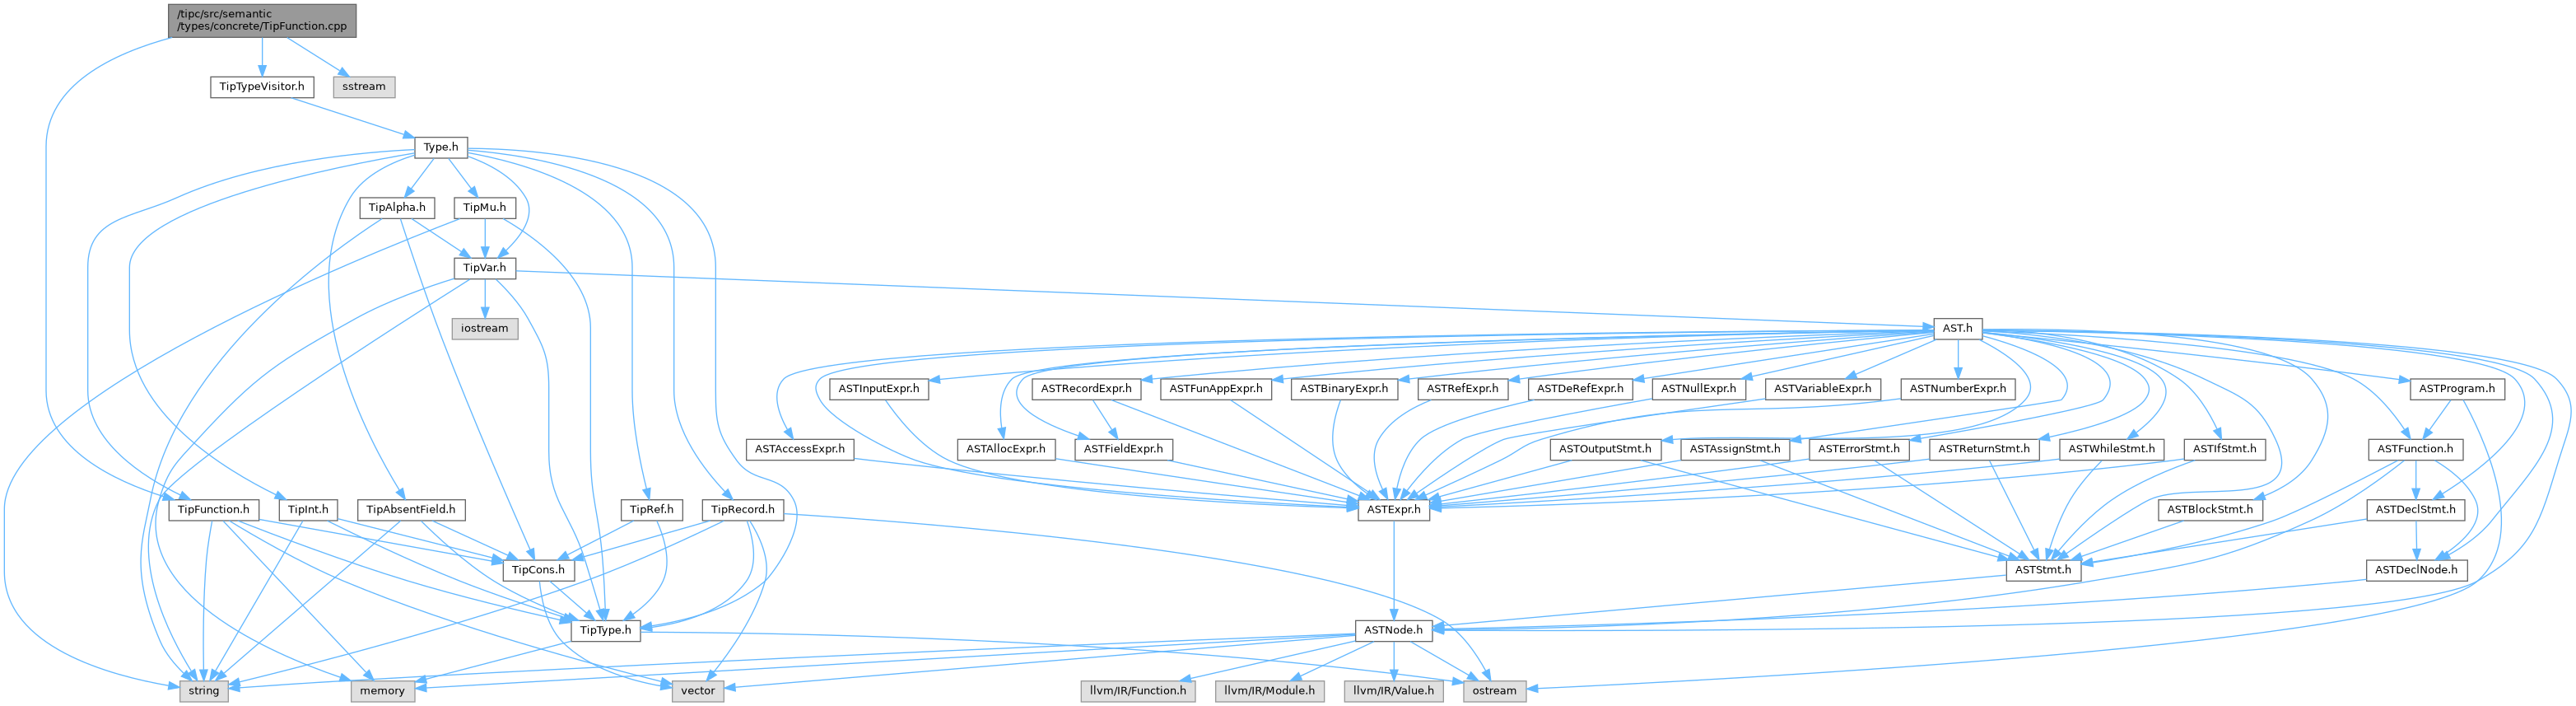 /tipc/src/semantic
/types/concrete/TipFunction.cpp
TipTypeVisitor.h
sstream
Type.h
TipAlpha.h
TipMu.h
TipVar.h
iostream
AST.h
ASTInputExpr.h
ASTRecordExpr.h
ASTFunAppExpr.h
ASTBinaryExpr.h
ASTRefExpr.h
ASTDeRefExpr.h
ASTNullExpr.h
ASTVariableExpr.h
ASTNumberExpr.h
ASTProgram.h
ASTAccessExpr.h
ASTAllocExpr.h
ASTFieldExpr.h
ASTOutputStmt.h
ASTAssignStmt.h
ASTErrorStmt.h
ASTReturnStmt.h
ASTWhileStmt.h
ASTIfStmt.h
ASTFunction.h
TipFunction.h
TipInt.h
TipAbsentField.h
TipRef.h
TipRecord.h
ASTExpr.h
ASTBlockStmt.h
ASTDeclStmt.h
TipCons.h
ASTStmt.h
ASTDeclNode.h
TipType.h
ASTNode.h
string
memory
vector
llvm/IR/Function.h
llvm/IR/Module.h
llvm/IR/Value.h
ostream